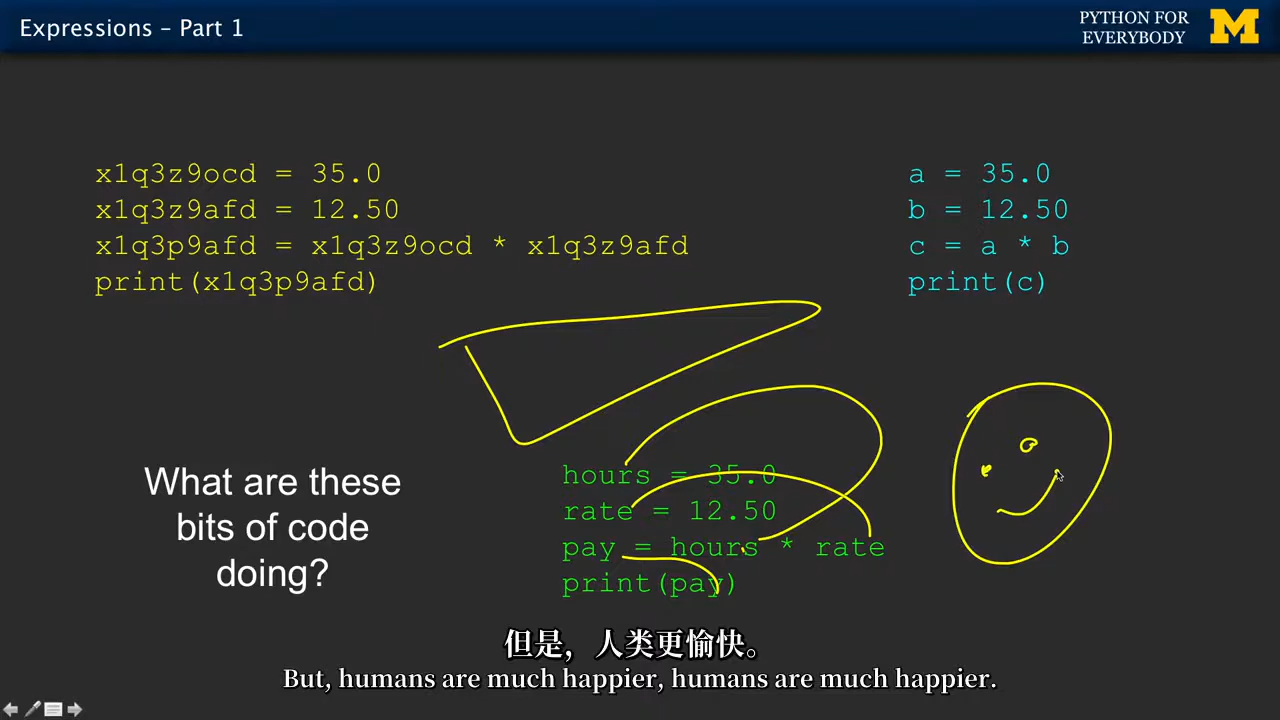 Expressions – Part 1
PYTHON FOR
EVERYBODY
M
x1q3z9ocd = 35.0
x1q3z9afd = 12.50
x1q3p9afd = x1q3z9ocd * x1q3z9afd
print(x1q3p9afd)
a = 35.0
b = 12.50
c = a * b
print(c)
What are these
bits of code
doing?
hours = 35.0
rate = 12.50
pay = hours * rate
print(pay)
但是，人类更愉快。
But, humans are much happier, humans are much happier.